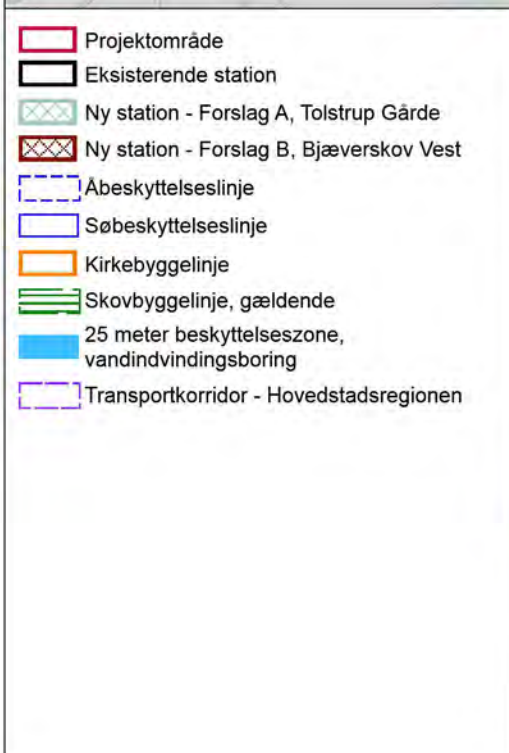 Projektområde
Eksisterende station
Ny station - Forslag A, Tolstrup Gårde
Ny station - Forslag B, Bjæverskov Vest
Åbeskyttelseslinje
Søbeskyttelseslinje
Kirkebyggelinje
Skovbyggelinje, gældende
25 meter beskyttelseszone,
vandindvindingsboring
Transportkorridor - Hovedstadsregionen